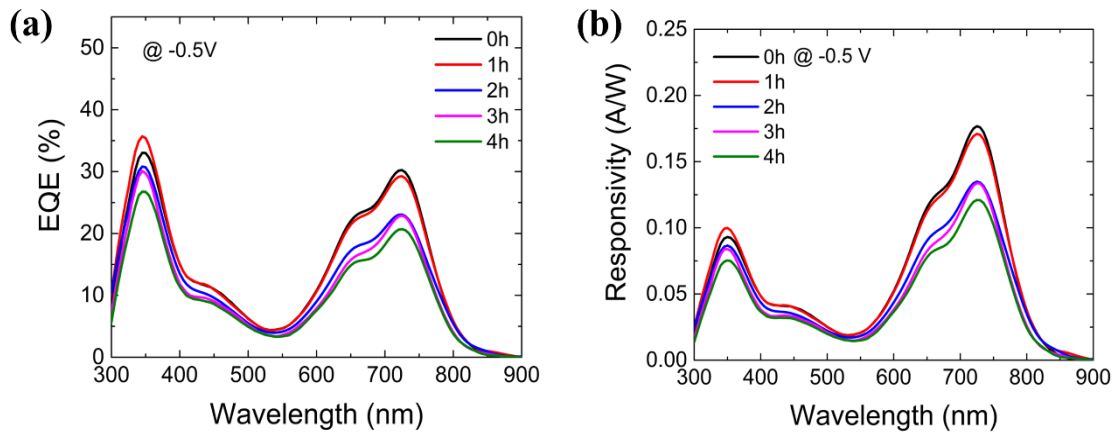 (a)
@ -0.5V
0h
1h
2h
3h
4h
EQE (%)
50
40
30
20
10
0
300 400 500 600 700 800 900
Wavelength (nm)
(b)
0h @ -0.5 V
1h
2h
3h
4h
Responsivity (A/W)
0.25
0.20
0.15
0.10
0.05
0.00
300 400 500 600 700 800 900
Wavelength (nm)